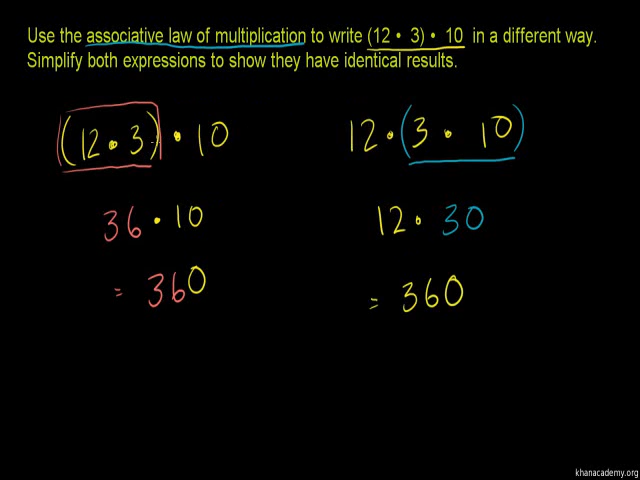 Use the associative law of multiplication to write (12 • 3) • 10 in a different way.
Simplify both expressions to show they have identical results.
(12 • 3) • 10
12 • (3 • 10)
36 • 10
12 • 30
= 360
= 360
khanacademy.org